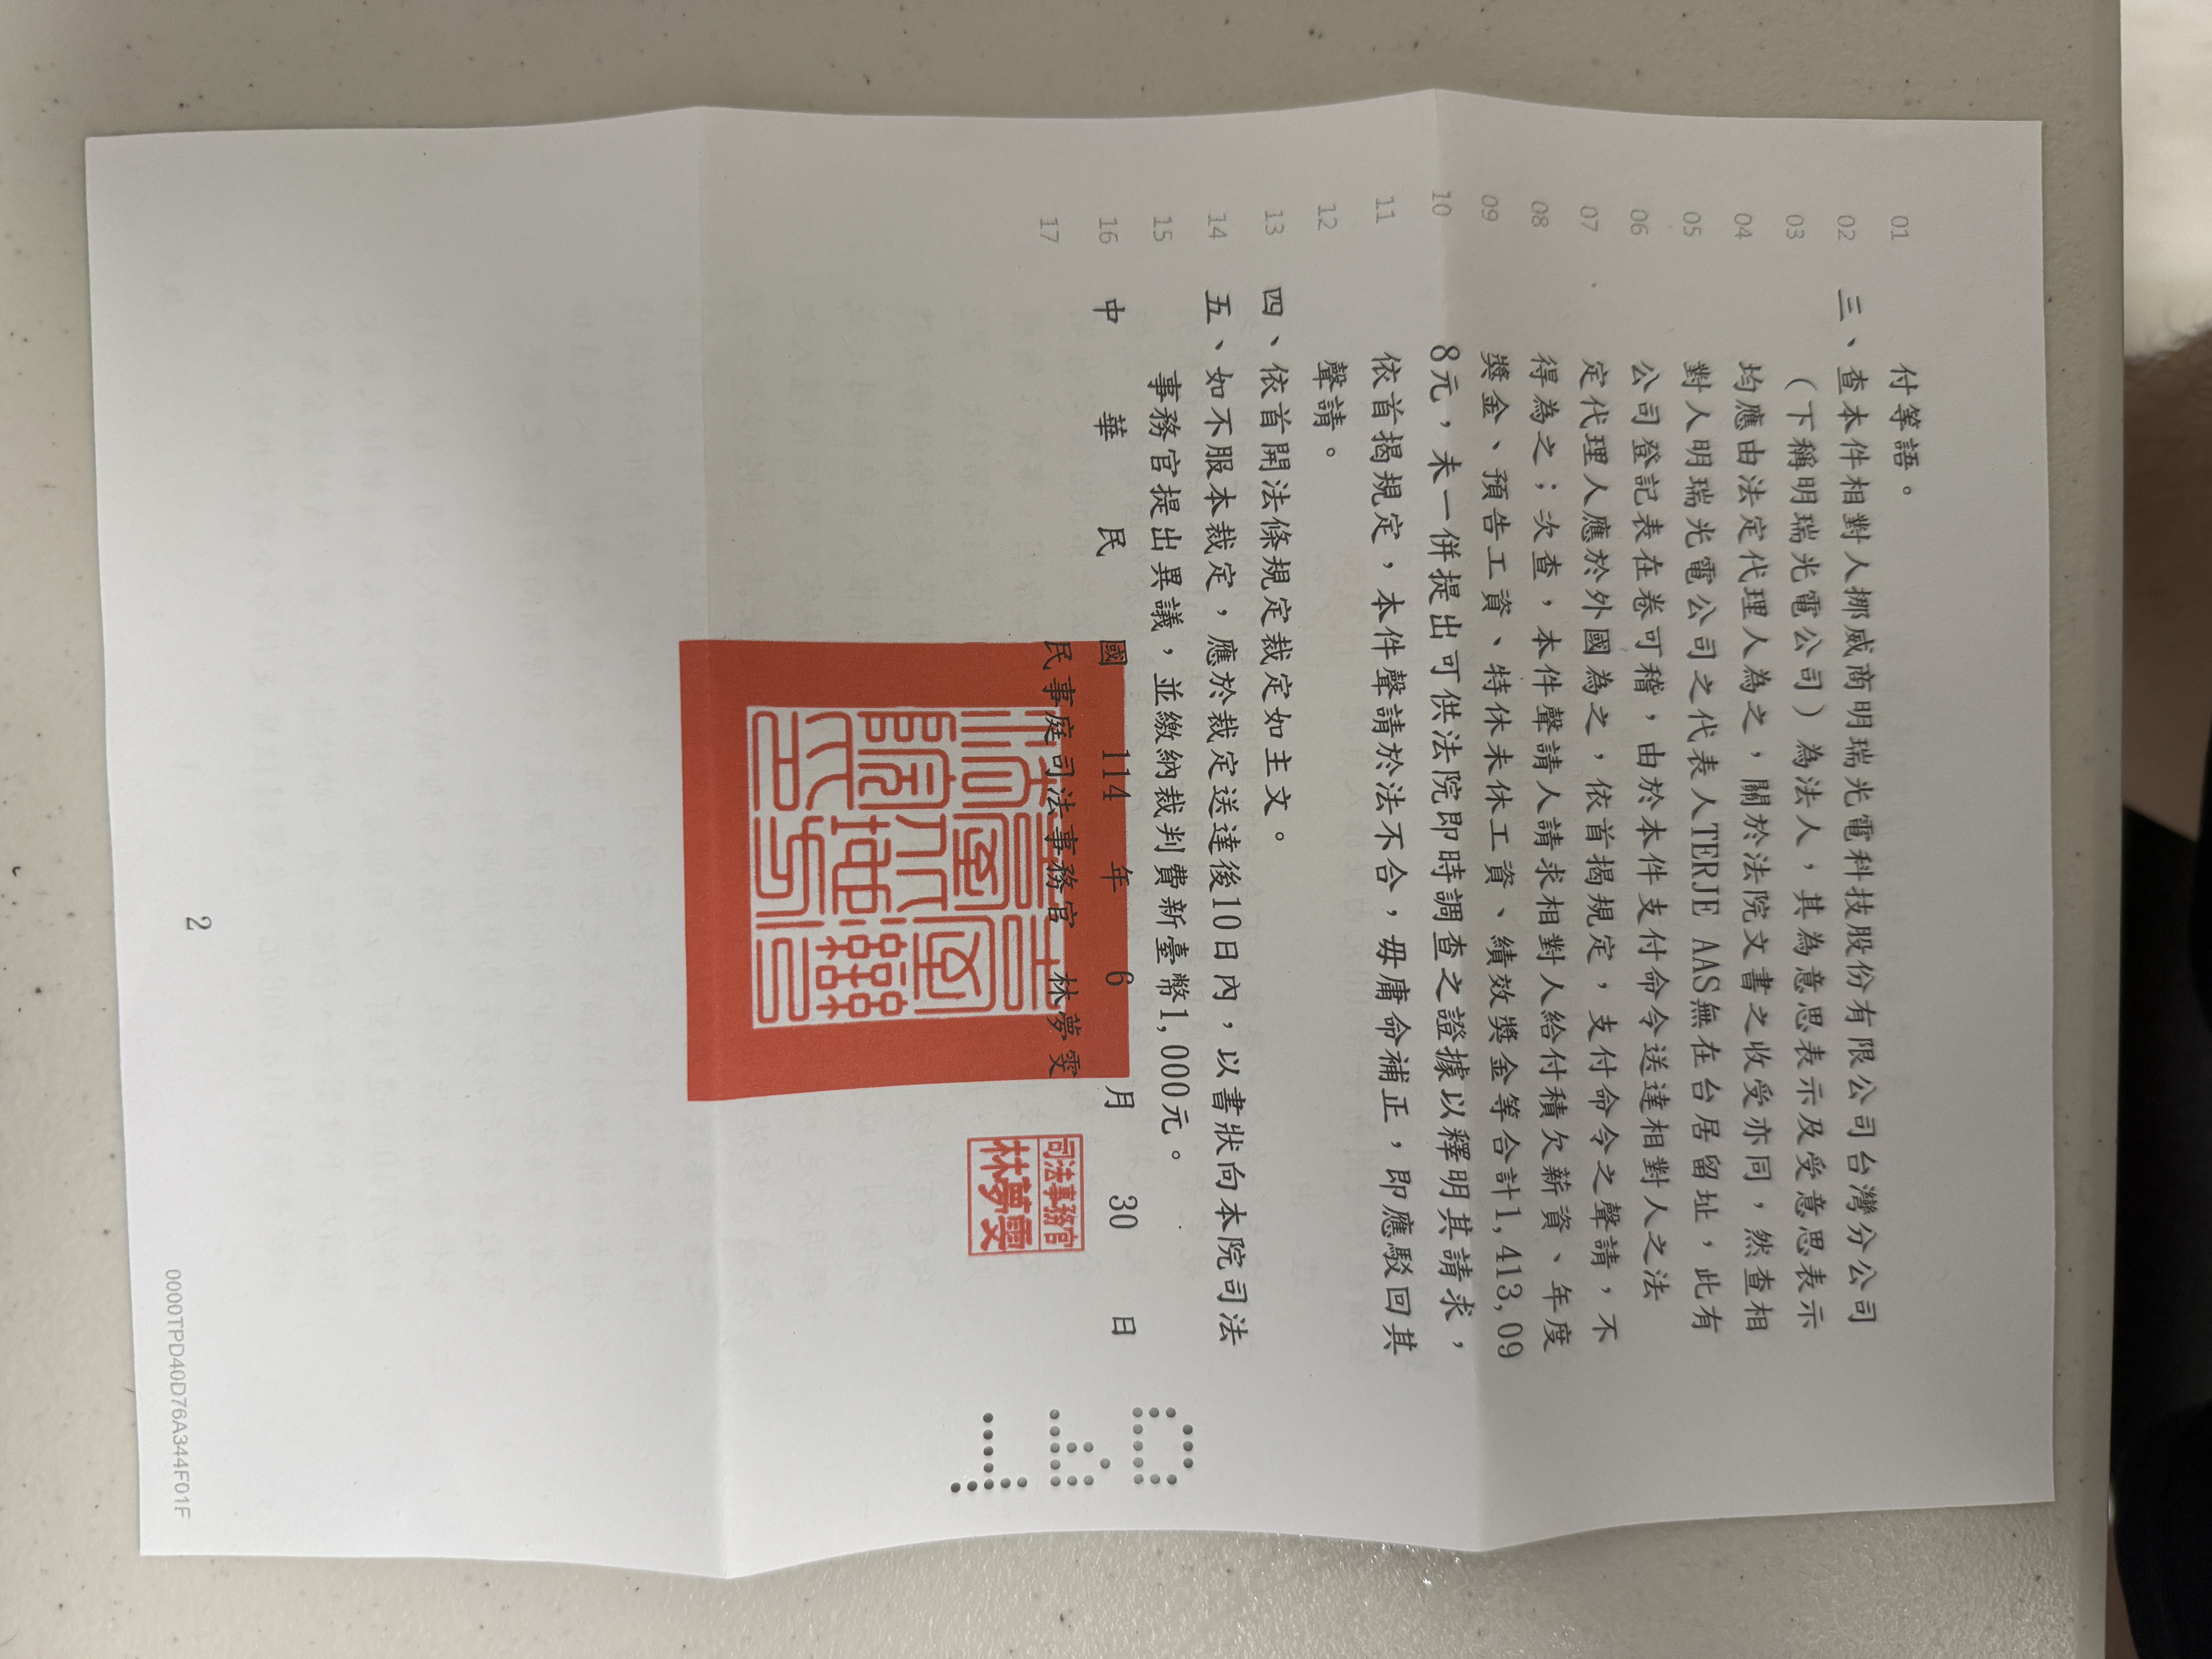 01 付等語。
02 三、查本件相對人挪威商明瑞光電科技股份有限公司台灣分公司
03 （下稱明瑞光電公司）為法人，其為意思表示及受意思表示
04 均應由法定代理人為之，關於法院文書之收受亦同，然查相
05 對人明瑞光電公司之代表人TERJE AAS無在台居留址，此有
06 公司登記表在卷可稽，由於本件支付命令送達相對人之法
07 定代理人應於外國為之，依首揭規定，支付命令之聲請，不
08 得為之；次查，本件聲請人請求相對人給付積欠薪資、年度
09 獎金、預告工資、特休未休工資、績效獎金等合計1,413,09
10 8元，未一併提出可供法院即時調查之證據以釋明其請求，
11 依首揭規定，本件聲請於法不合，毋庸命補正，即應駁回其
12 聲請。
13 四、依首開法條規定裁定如主文。
14 五、如不服本裁定，應於裁定送達後10日內，以書狀向本院司法
15 事務官提出異議，並繳納裁判費新臺幣1,000元。
16 中 華 民 國 114 年 6 月 30 日
17 民事庭司法事務官 林蔓雯
司法事務官
林蔓雯
2
0000TPD40D76A344F01F